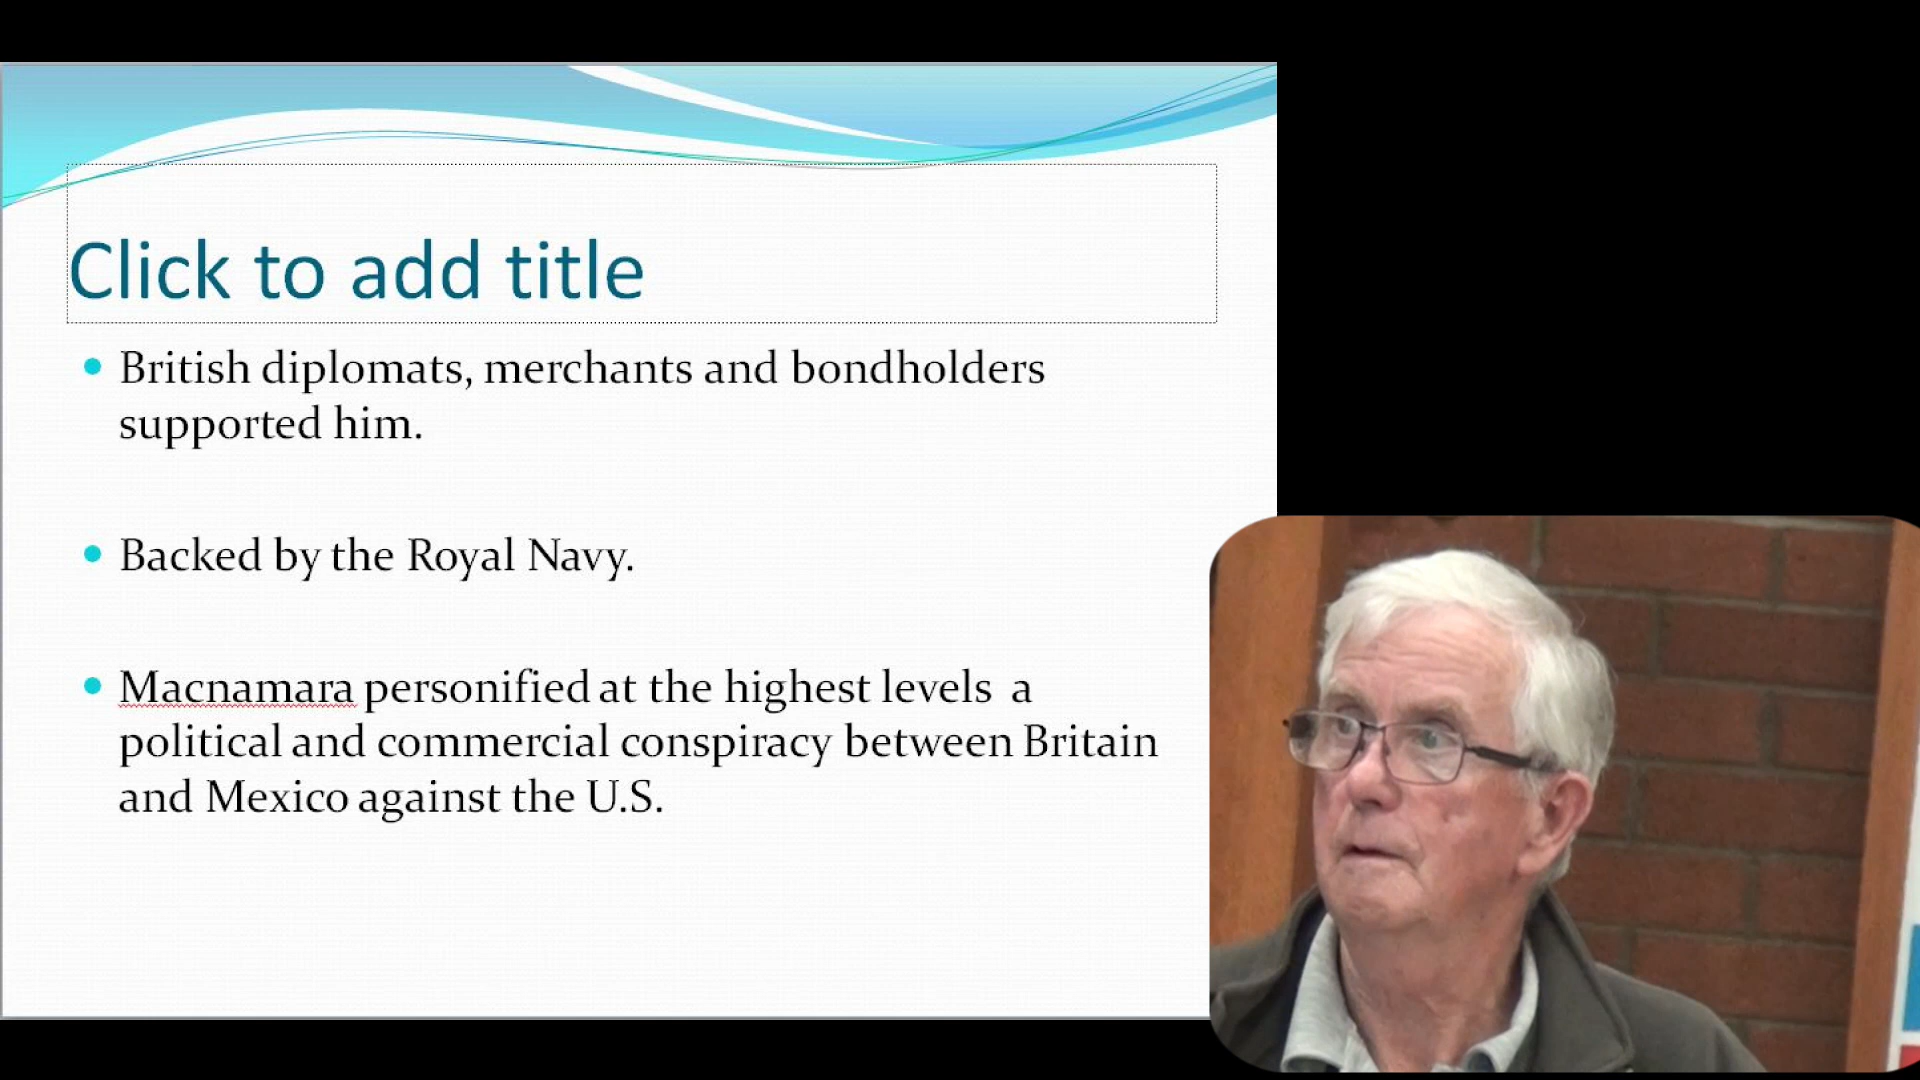 Click to add title
British diplomats, merchants and bondholders
supported him.
Backed by the Royal Navy.
Macnamara personified at the highest levels a
political and commercial conspiracy between Britain
and Mexico against the U.S.